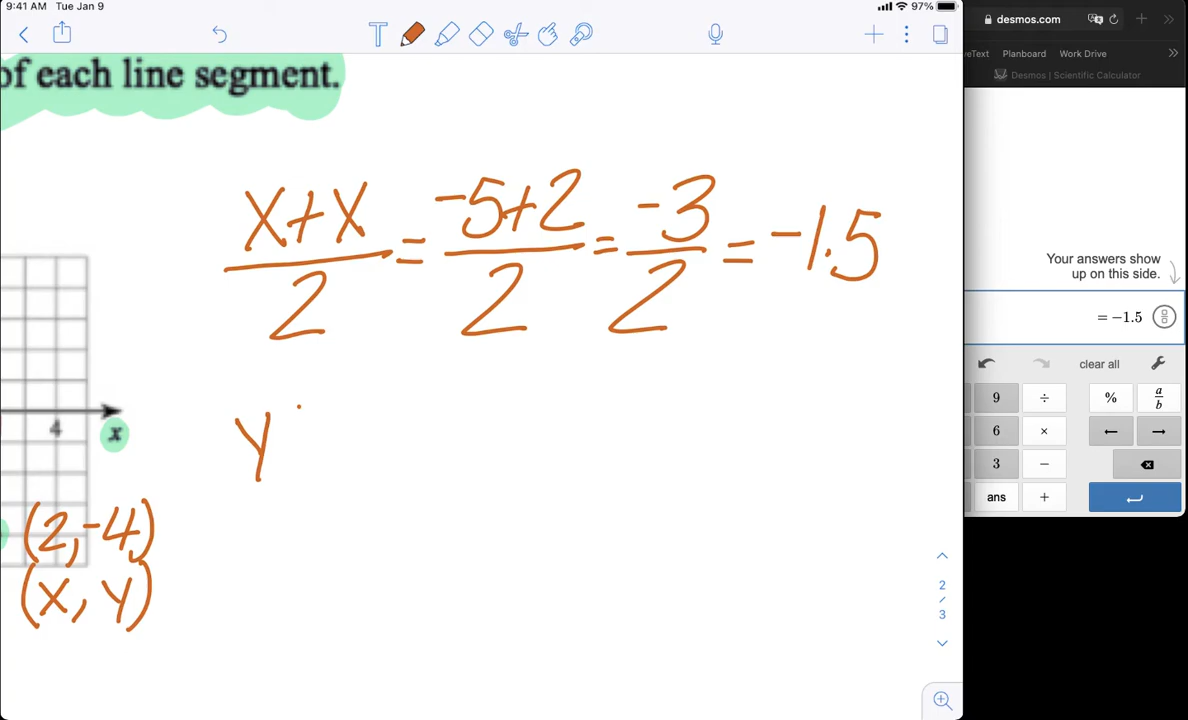 9:41 AM Tue Jan 9
97%
desmos.com
eText Planboard Work Drive
Desmos | Scientific Calculator
of each line segment.
x+x/2 = -5+2/2 = -3/2 = -1.5
Your answers show
up on this side.
= −1.5
clear all
9 ÷ % a/b
6 × ← →
3 −
ans +
4 x
y
(2,-4)
(x, y)
2
/
3